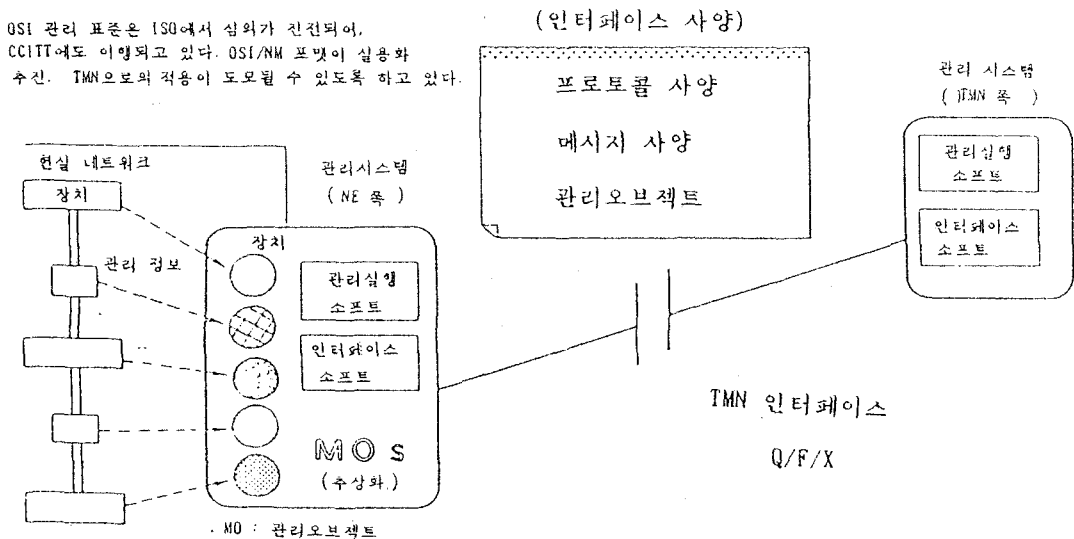 OSI 관리 표준은 ISO에서 심의가 진전되어,
CCITT에도 이행되고 있다. OSI/NM 포맷이 실용화
추진. TMN으로의 적용이 도모될 수 있도록 하고 있다.
(인터페이스 사양)
프로토콜 사양
메시지 사양
관리오브젝트
관리 시스템
( TMN 쪽 )
관리실행
소프트
인터페이스
소프트
현실 네트워크
장치
관리 정보
관리시스템
( NE 쪽 )
장치
관리실행
소프트
인터페이스
소프트
MOS
(추상화)
. MO : 관리오브젝트
TMN 인터페이스
Q/F/X